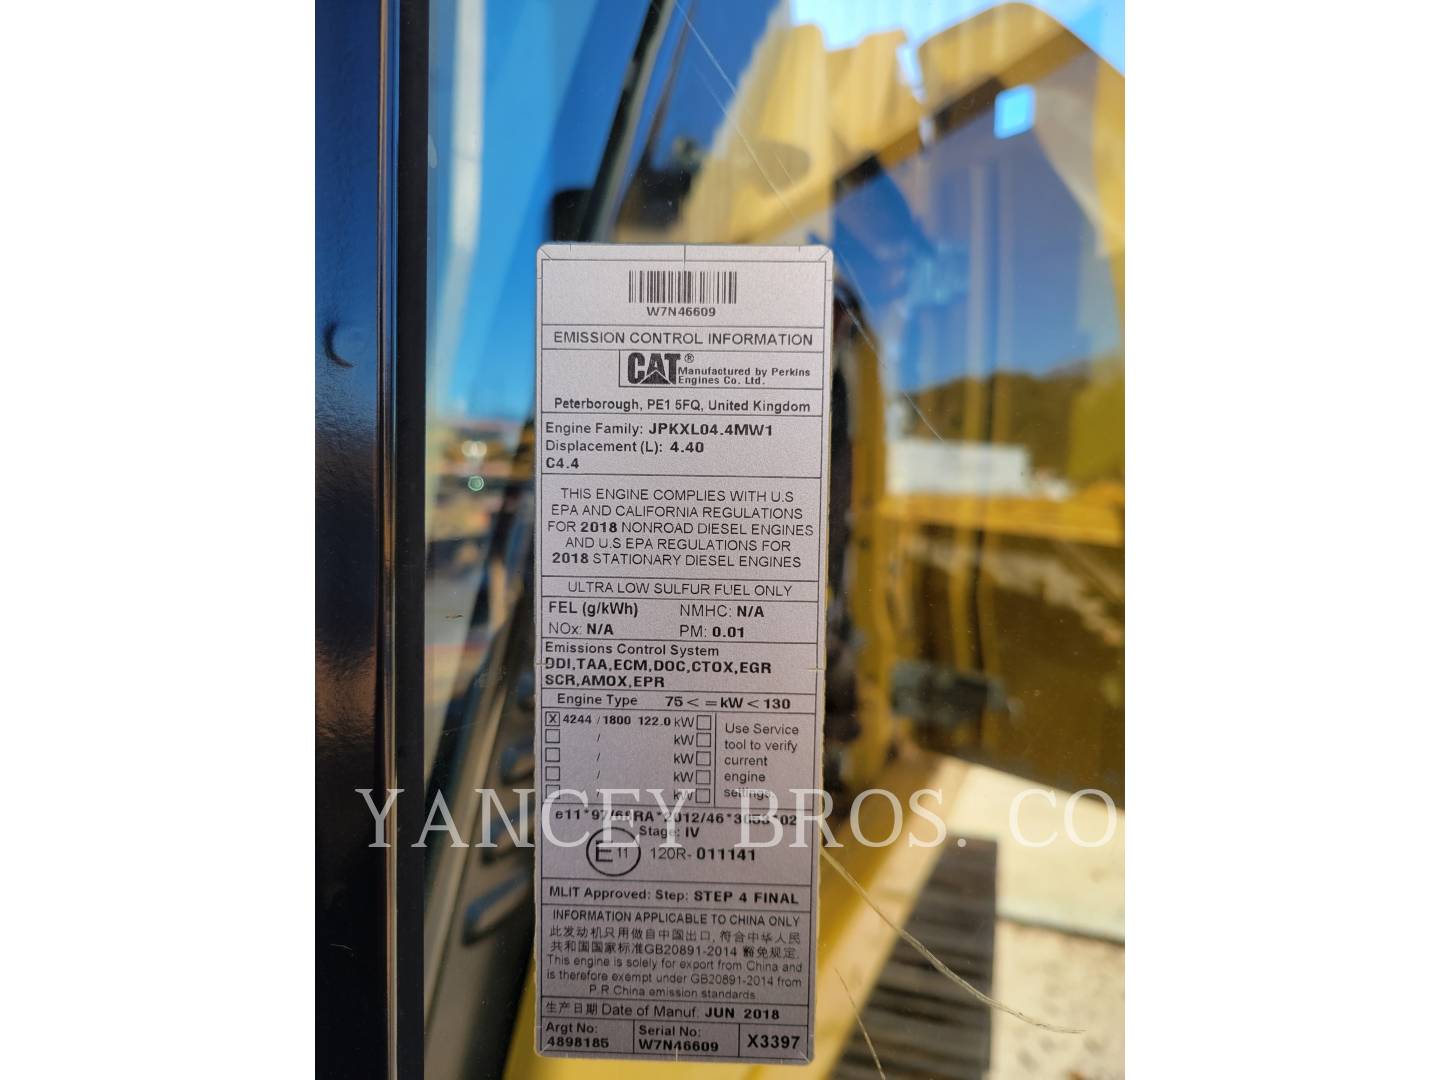 W7N46609
EMISSION CONTROL INFORMATION
CAT®
Manufactured by Perkins
Engines Co. Ltd.
Peterborough, PE1 5FQ, United Kingdom
Engine Family: JPKXL04.4MW1
Displacement (L): 4.40
C4.4
THIS ENGINE COMPLIES WITH U.S
EPA AND CALIFORNIA REGULATIONS
FOR 2018 NONROAD DIESEL ENGINES
AND U.S EPA REGULATIONS FOR
2018 STATIONARY DIESEL ENGINES
ULTRA LOW SULFUR FUEL ONLY
FEL (g/kWh) NMHC: N/A
NOx: N/A PM: 0.01
Emissions Control System
DDI,TAA,ECM,DOC,CTOX,EGR
SCR,AMOX,EPR
Engine Type 75 < = kW < 130
X 4244 / 1800 122.0 kW
/ kW
/ kW
/ kW
/ kW
Use Service
tool to verify
current
engine
settings
YANCEY BROS. CO
e11*97/68RA*2012/46* *02
Stage: IV
E 11 120R- 011141
MLIT Approved: Step: STEP 4 FINAL
INFORMATION APPLICABLE TO CHINA ONLY
此发动机只用做自中国出口, 符合中华人民
共和国国家标准GB20891-2014 豁免规定.
This engine is solely for export from China and
is therefore exempt under GB20891-2014 from
P.R.China emission standards
生产日期 Date of Manuf. JUN 2018
Argt No:
4898185
Serial No:
W7N46609
X3397